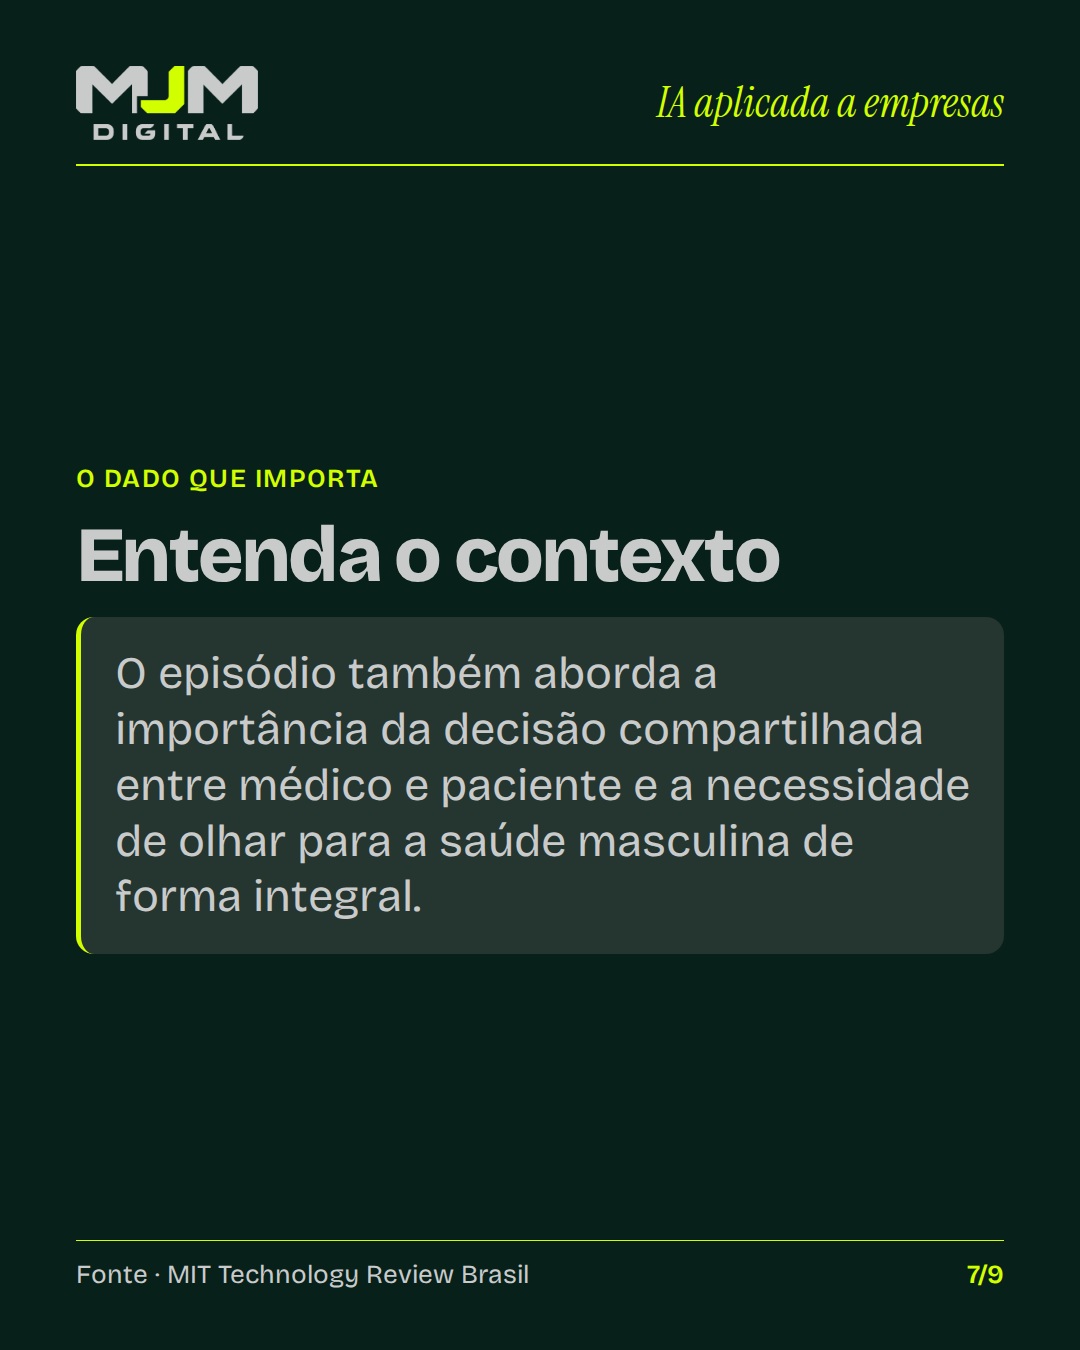 MJM
DIGITAL
IA aplicada a empresas
O DADO QUE IMPORTA
Entenda o contexto
O episódio também aborda a
importância da decisão compartilhada
entre médico e paciente e a necessidade
de olhar para a saúde masculina de
forma integral.
Fonte · MIT Technology Review Brasil
7/9